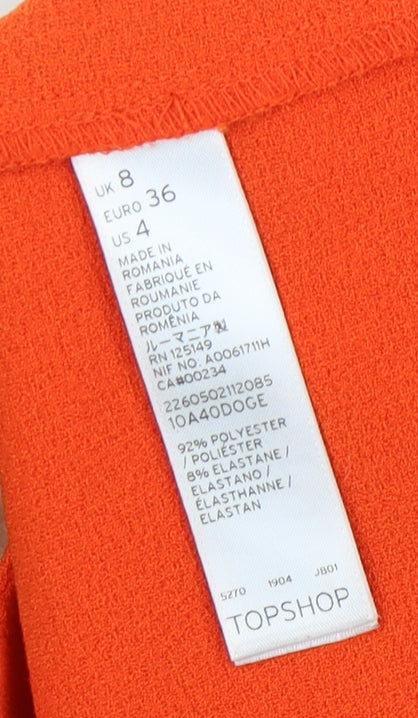 UK 8
EURO 36
US 4
MADE IN
ROMANIA
FABRIQUÉ EN
ROUMANIE
PRODUTO DA
ROMÊNIA
ルーマニア製
RN 125149
NIF NO: A0061711H
CA#00234
2260502112085
10A40DOGE
92% POLYESTER
/ POLIÉSTER
8% ELASTANE /
ELASTANO /
ÉLASTHANNE /
ELASTAN
5270 1904 JB01
TOPSHOP